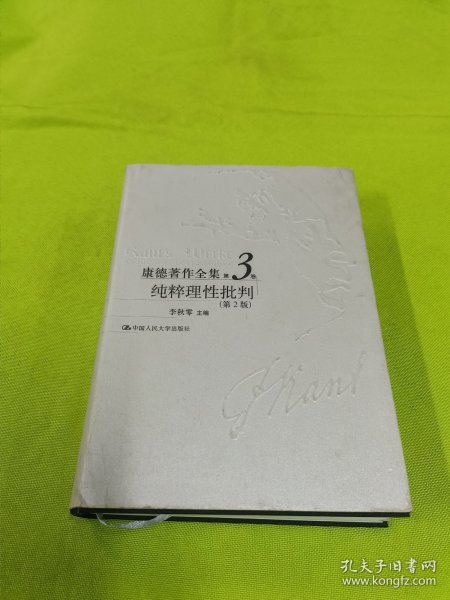 Kants Werke
康德著作全集 第3卷
纯粹理性批判
(第2版)
李秋零 主编
中国人民大学出版社
I Kant
孔夫子旧书网
www.kongfz.com